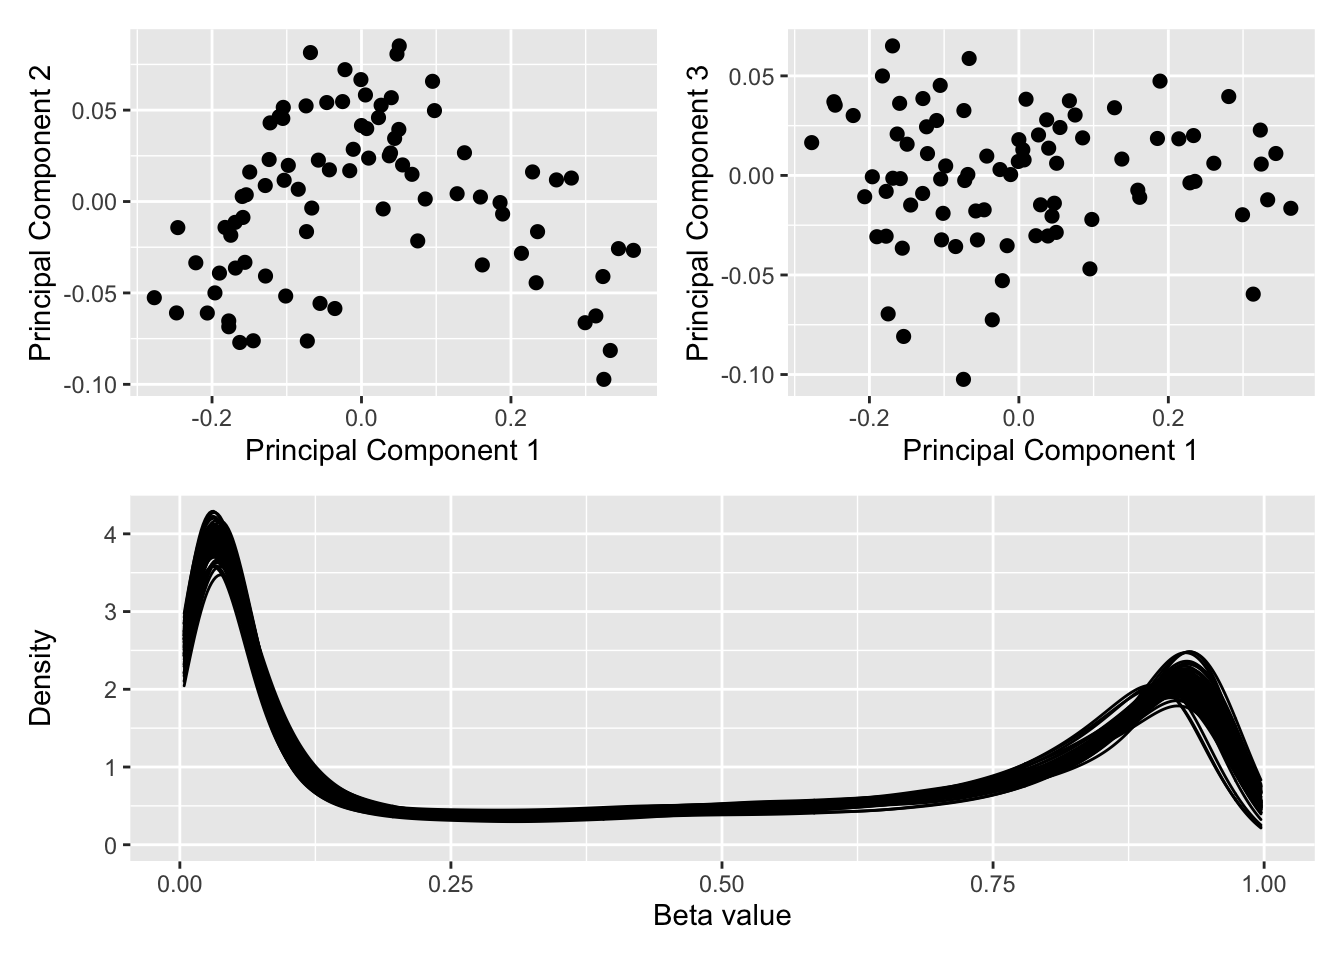 Principal Component 2
0.05
0.00
-0.05
-0.10
-0.2 0.0 0.2
Principal Component 1
Principal Component 3
0.05
0.00
-0.05
-0.10
-0.2 0.0 0.2
Principal Component 1
Density
4
3
2
1
0
0.00 0.25 0.50 0.75 1.00
Beta value